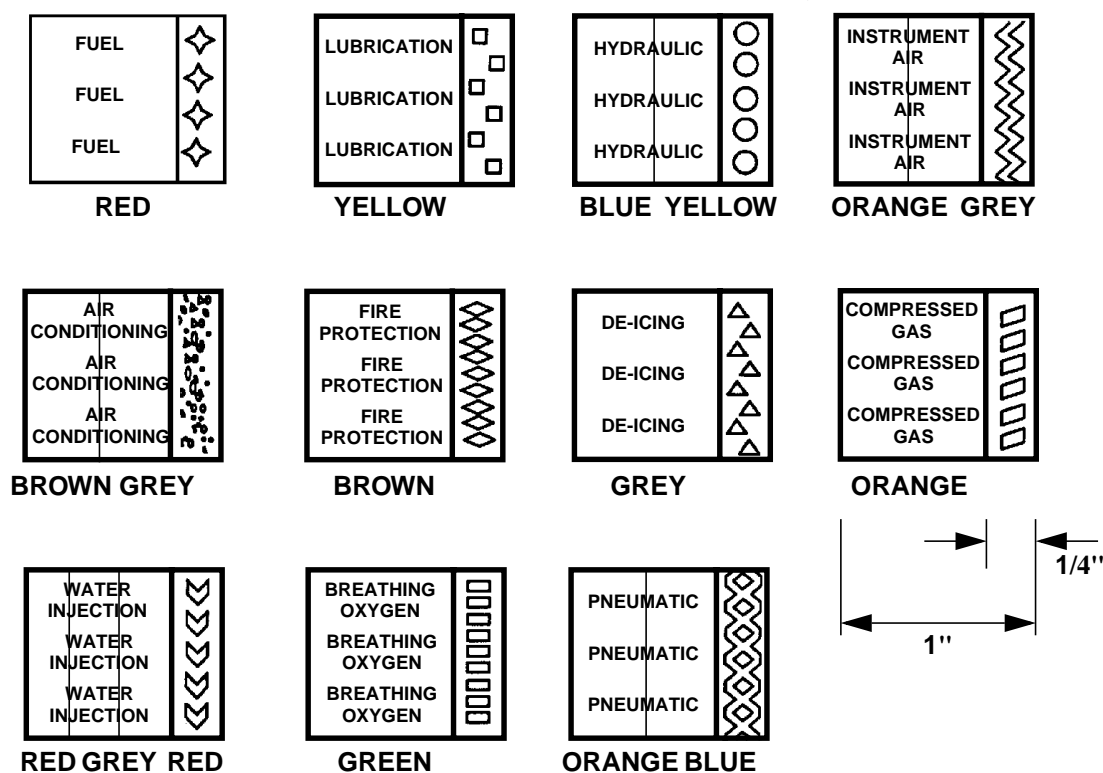 FUEL
FUEL
FUEL
RED
LUBRICATION
LUBRICATION
LUBRICATION
YELLOW
HYDRAULIC
HYDRAULIC
HYDRAULIC
BLUE YELLOW
INSTRUMENT
AIR
INSTRUMENT
AIR
INSTRUMENT
AIR
ORANGE GREY
AIR
CONDITIONING
AIR
CONDITIONING
AIR
CONDITIONING
BROWN GREY
FIRE
PROTECTION
FIRE
PROTECTION
FIRE
PROTECTION
BROWN
DE-ICING
DE-ICING
DE-ICING
GREY
COMPRESSED
GAS
COMPRESSED
GAS
COMPRESSED
GAS
ORANGE
1/4"
1"
WATER
INJECTION
WATER
INJECTION
WATER
INJECTION
RED GREY RED
BREATHING
OXYGEN
BREATHING
OXYGEN
BREATHING
OXYGEN
GREEN
PNEUMATIC
PNEUMATIC
PNEUMATIC
ORANGE BLUE